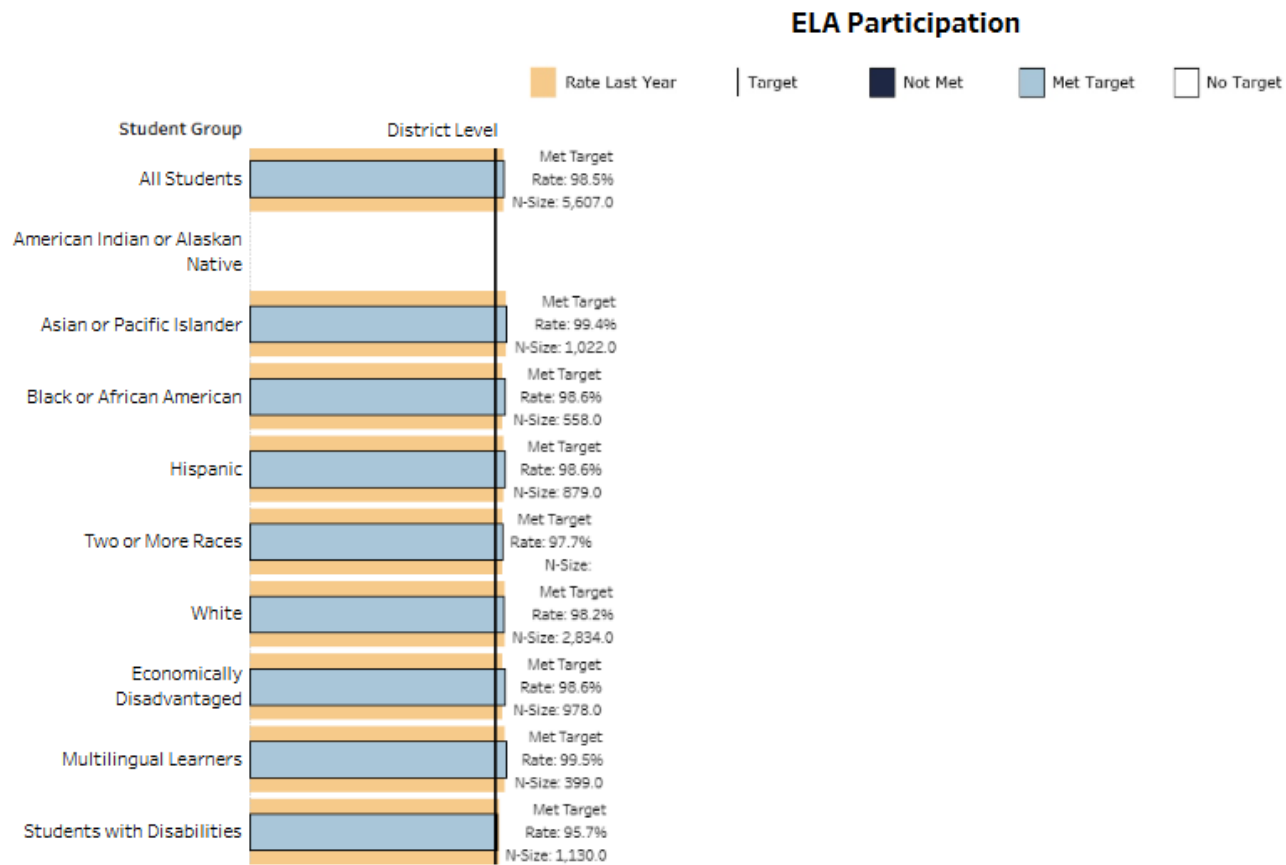 ELA Participation
Rate Last Year
Target
Not Met
Met Target
No Target
Student Group
District Level
All Students
Met Target
Rate: 98.5%
N-Size: 5,607.0
American Indian or Alaskan
Native
Asian or Pacific Islander
Met Target
Rate: 99.4%
N-Size: 1,022.0
Black or African American
Met Target
Rate: 98.6%
N-Size: 558.0
Hispanic
Met Target
Rate: 98.6%
N-Size: 879.0
Two or More Races
Met Target
Rate: 97.7%
N-Size:
White
Met Target
Rate: 98.2%
N-Size: 2,834.0
Economically
Disadvantaged
Met Target
Rate: 98.6%
N-Size: 978.0
Multilingual Learners
Met Target
Rate: 99.5%
N-Size: 399.0
Students with Disabilities
Met Target
Rate: 95.7%
N-Size: 1,130.0